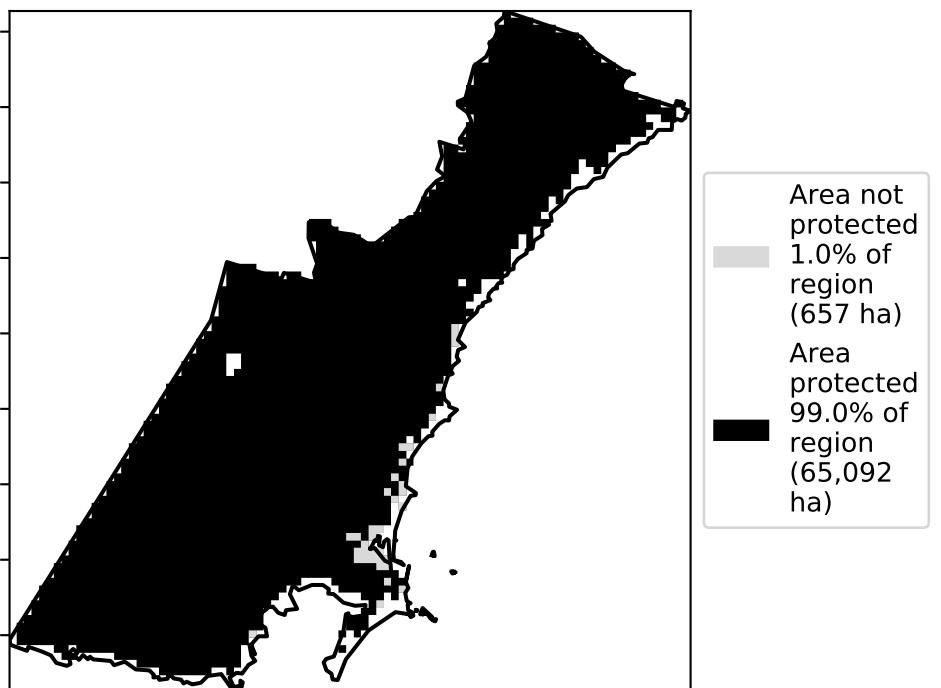 Area not
protected
1.0% of
region
(657 ha)
Area
protected
99.0% of
region
(65,092
ha)